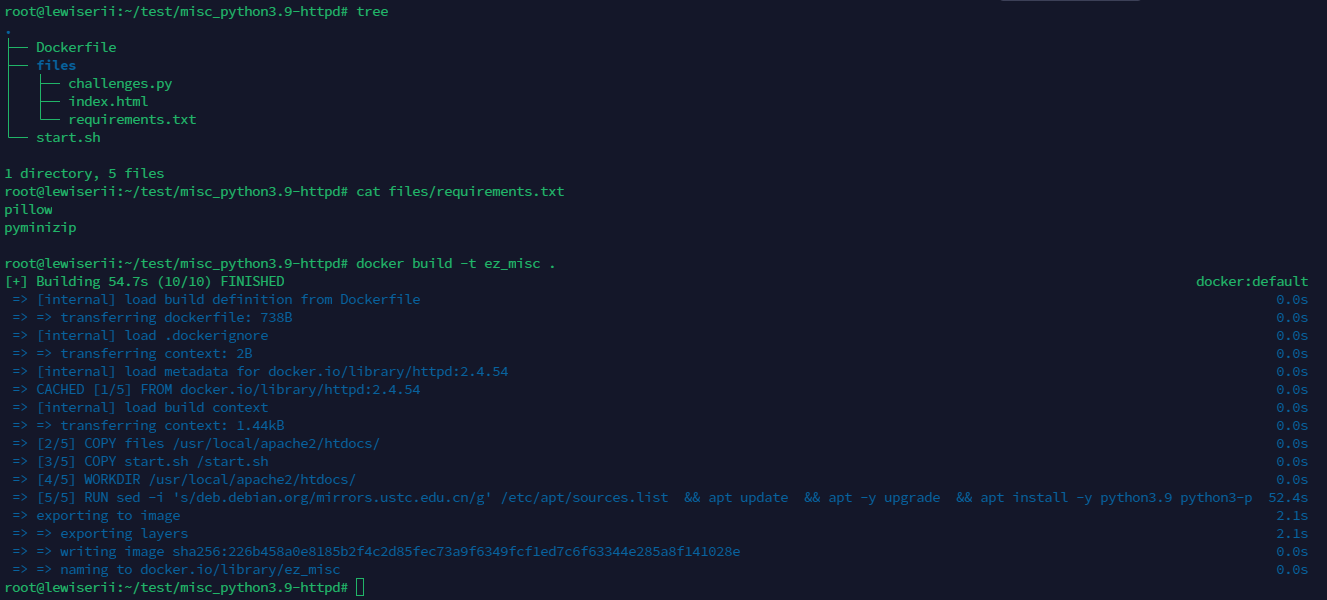 root@lewiserii:~/test/misc_python3.9-httpd# tree
.
├── Dockerfile
├── files
│   ├── challenges.py
│   ├── index.html
│   └── requirements.txt
└── start.sh
1 directory, 5 files
root@lewiserii:~/test/misc_python3.9-httpd# cat files/requirements.txt
pillow
pyminizip
root@lewiserii:~/test/misc_python3.9-httpd# docker build -t ez_misc .
[+] Building 54.7s (10/10) FINISHED docker:default
=> [internal] load build definition from Dockerfile 0.0s
=> => transferring dockerfile: 738B 0.0s
=> [internal] load .dockerignore 0.0s
=> => transferring context: 2B 0.0s
=> [internal] load metadata for docker.io/library/httpd:2.4.54 0.0s
=> CACHED [1/5] FROM docker.io/library/httpd:2.4.54 0.0s
=> [internal] load build context 0.0s
=> => transferring context: 1.44kB 0.0s
=> [2/5] COPY files /usr/local/apache2/htdocs/ 0.0s
=> [3/5] COPY start.sh /start.sh 0.0s
=> [4/5] WORKDIR /usr/local/apache2/htdocs/ 0.0s
=> [5/5] RUN sed -i 's/deb.debian.org/mirrors.ustc.edu.cn/g' /etc/apt/sources.list  && apt update  && apt -y upgrade  && apt install -y python3.9 python3-p 52.4s
=> exporting to image 2.1s
=> => exporting layers 2.1s
=> => writing image sha256:226b458a0e8185b2f4c2d85fec73a9f6349fcf1ed7c6f63344e285a8f141028e 0.0s
=> => naming to docker.io/library/ez_misc 0.0s
root@lewiserii:~/test/misc_python3.9-httpd#